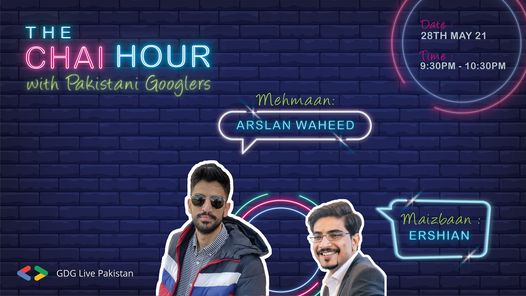 THE
CHAI HOUR
with Pakistani Googlers
Date
28TH MAY 21
Time
9:30PM - 10:30PM
Mehmaan:
ARSLAN WAHEED
Maizbaan :
ERSHIAN
GDG Live Pakistan